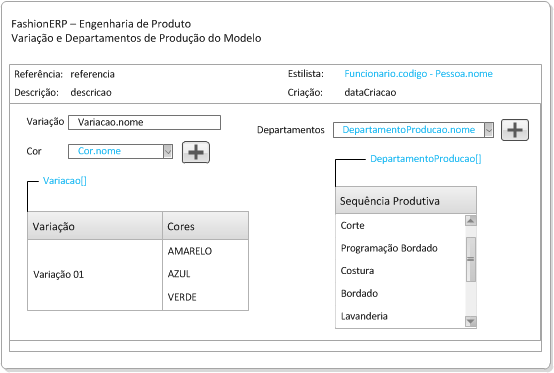 FashionERP – Engenharia de Produto
Variação e Departamentos de Produção do Modelo
Referência: referencia
Estilista: Funcionario.codigo - Pessoa.nome
Descrição: descricao
Criação: dataCriacao
Variação Variacao.nome
Departamentos DepartamentoProducao.nome
Cor Cor.nome
DepartamentoProducao[]
Variacao[]
Sequência Produtiva
Variação Cores
Corte
AMARELO
Programação Bordado
Variação 01 AZUL
Costura
VERDE
Bordado
Lavanderia